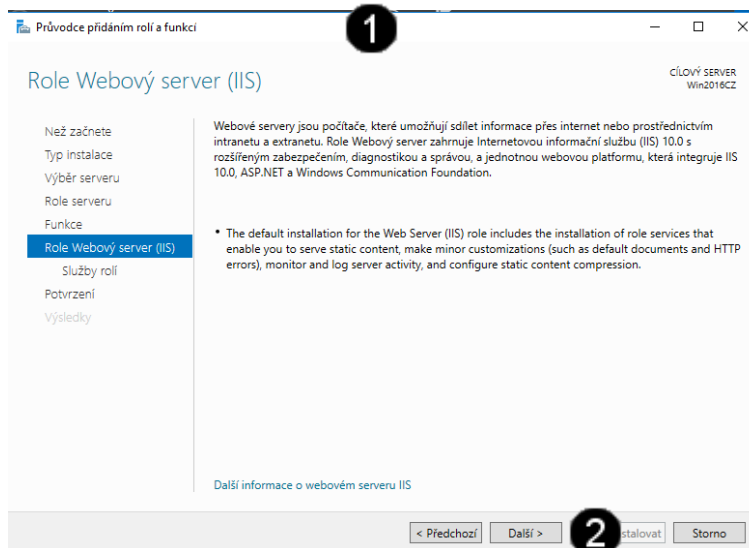 1
Průvodce přidáním rolí a funkcí
Role Webový server (IIS)
CÍLOVÝ SERVER
Win2016CZ
Než začnete
Typ instalace
Výběr serveru
Role serveru
Funkce
Role Webový server (IIS)
Služby rolí
Potvrzení
Výsledky
Webové servery jsou počítače, které umožňují sdílet informace přes internet nebo prostřednictvím
intranetu a extranetu. Role Webový server zahrnuje Internetovou informační službu (IIS) 10.0 s
rozšířeným zabezpečením, diagnostikou a správou, a jednotnou webovou platformu, která integruje IIS
10.0, ASP.NET a Windows Communication Foundation.
• The default installation for the Web Server (IIS) role includes the installation of role services that
enable you to serve static content, make minor customizations (such as default documents and HTTP
errors), monitor and log server activity, and configure static content compression.
Další informace o webovém serveru IIS
< Předchozí
Další >
2
stalovat
Storno